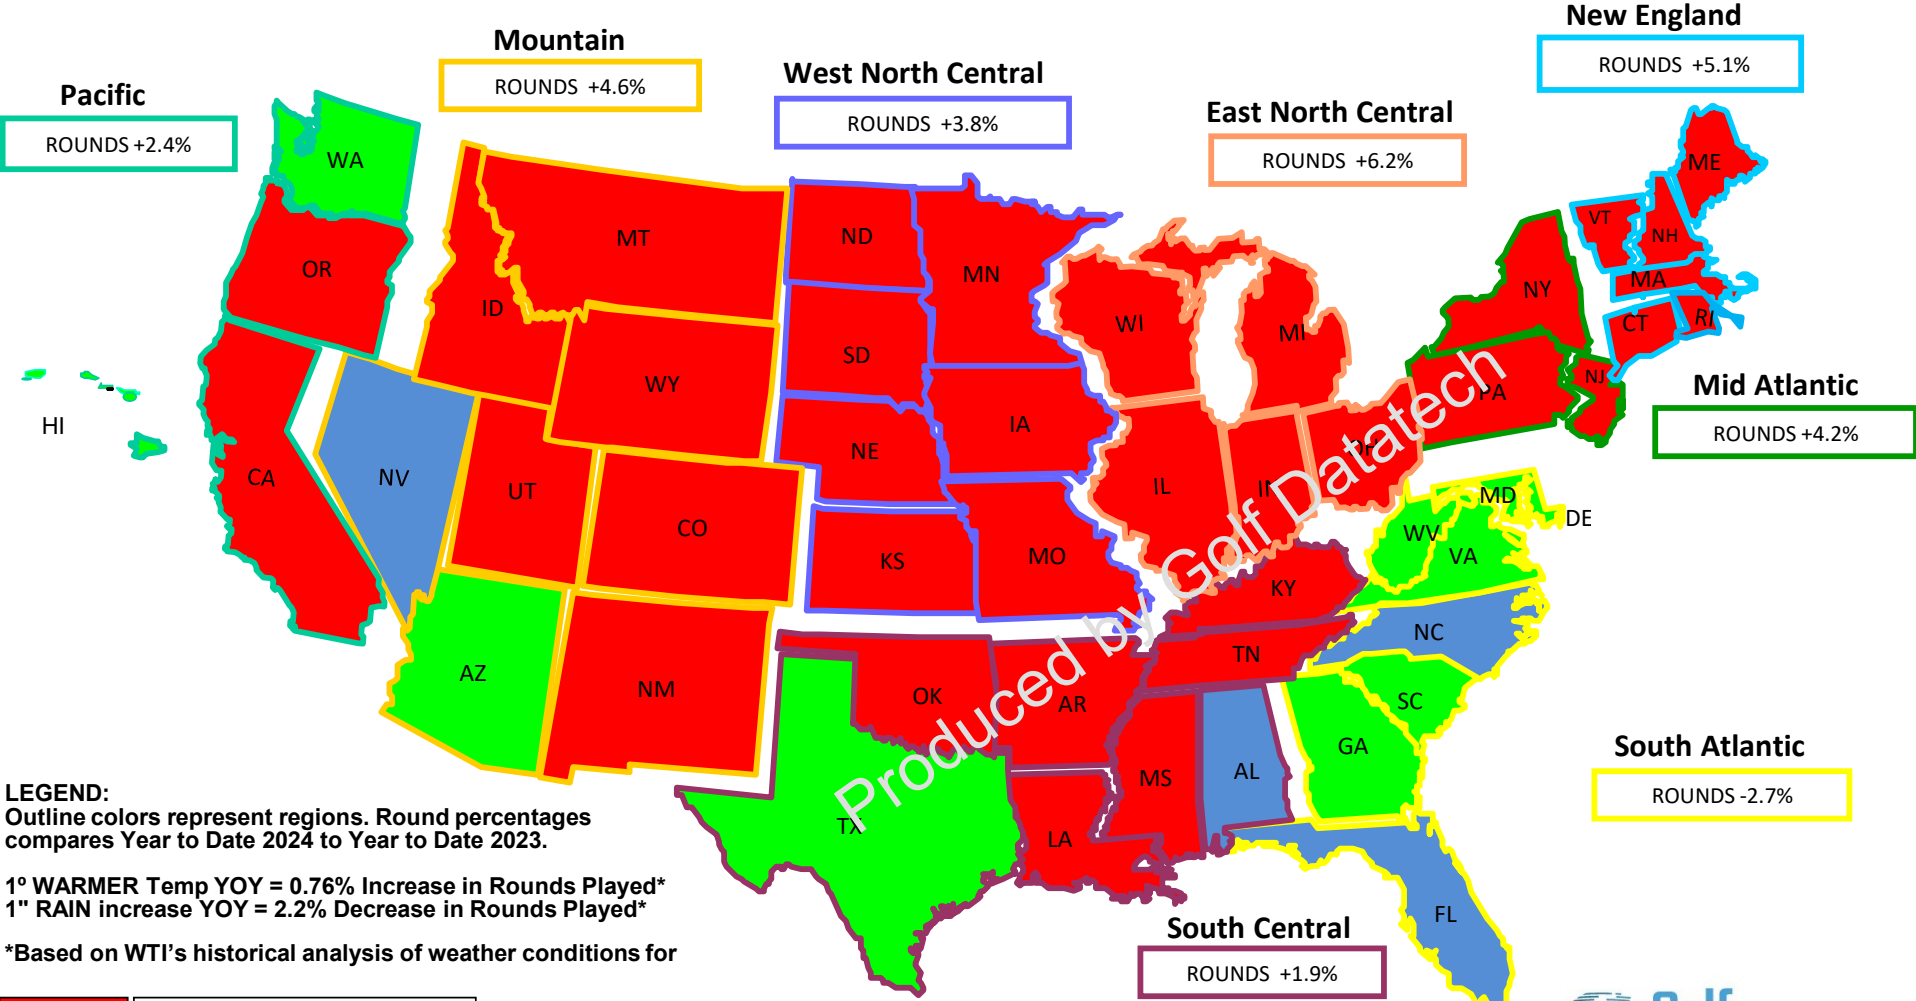 New England
ROUNDS +5.1%
Mountain
ROUNDS +4.6%
West North Central
ROUNDS +3.8%
Pacific
ROUNDS +2.4%
East North Central
ROUNDS +6.2%
WA
OR
CA
HI
NV
ID
MT
WY
UT
CO
AZ
NM
ND
SD
NE
KS
MN
IA
MO
WI
MI
IL
IN
OH
KY
TN
OK
AR
TX
LA
MS
AL
ME
VT
NH
MA
CT
RI
NY
PA
NJ
Mid Atlantic
ROUNDS +4.2%
MD
DE
WV
VA
NC
SC
GA
FL
South Atlantic
ROUNDS -2.7%
South Central
ROUNDS +1.9%
Produced by Golf Datatech
LEGEND:
Outline colors represent regions. Round percentages
compares Year to Date 2024 to Year to Date 2023.
1º WARMER Temp YOY = 0.76% Increase in Rounds Played*
1" RAIN increase YOY = 2.2% Decrease in Rounds Played*
*Based on WTI’s historical analysis of weather conditions for